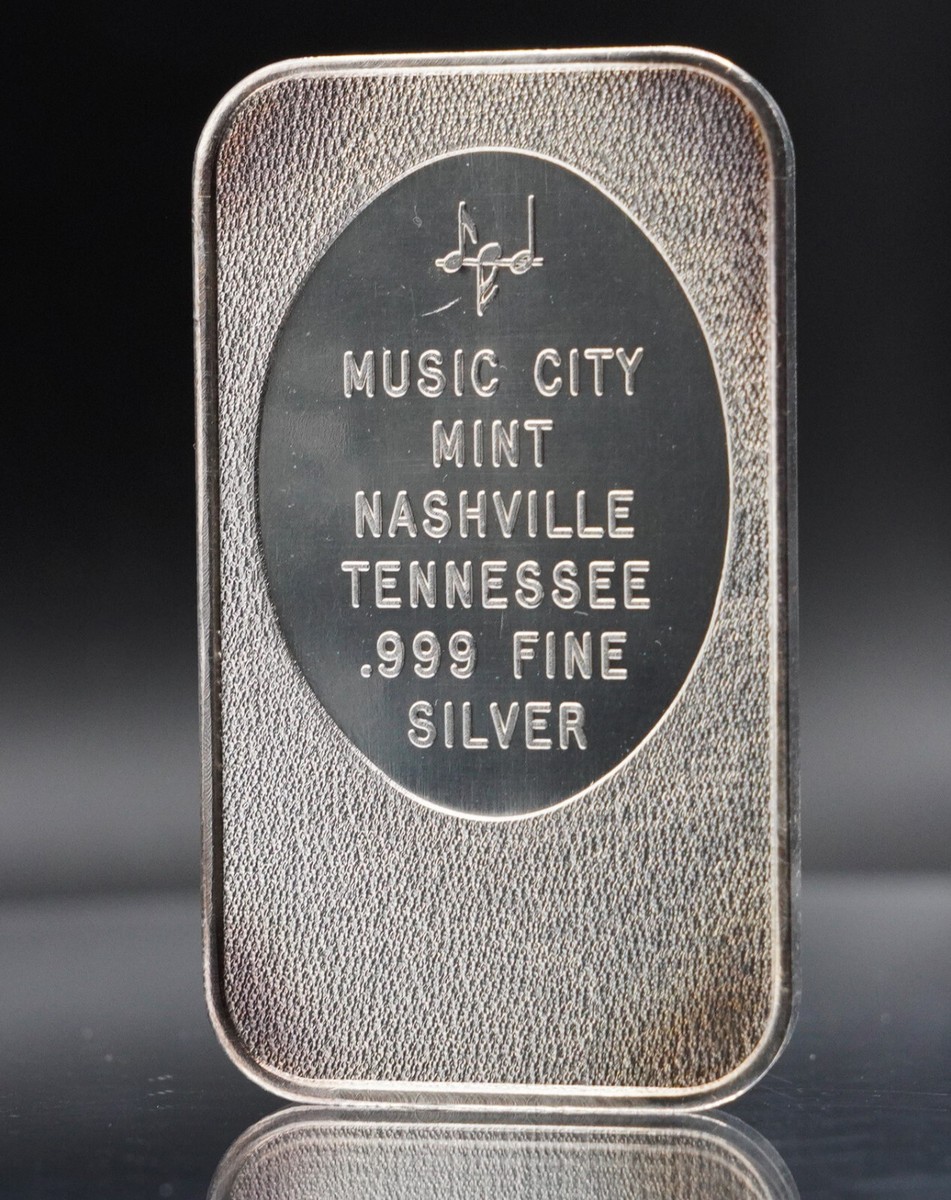 MUSIC CITY
MINT
NASHVILLE
TENNESSEE
.999 FINE
SILVER